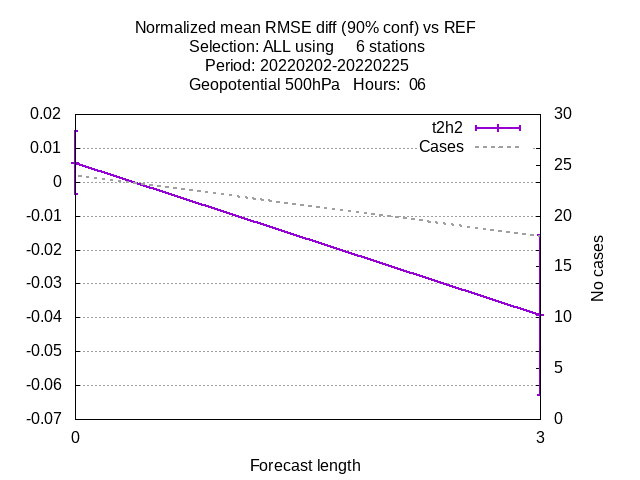 Normalized mean RMSE diff (90% conf) vs REF
Selection: ALL using     6 stations
Period: 20220202-20220225
Geopotential 500hPa   Hours:  06
t2h2
Cases
0.02
0.01
0
-0.01
-0.02
-0.03
-0.04
-0.05
-0.06
-0.07
30
25
20
15
10
5
0
No cases
0
3
Forecast length